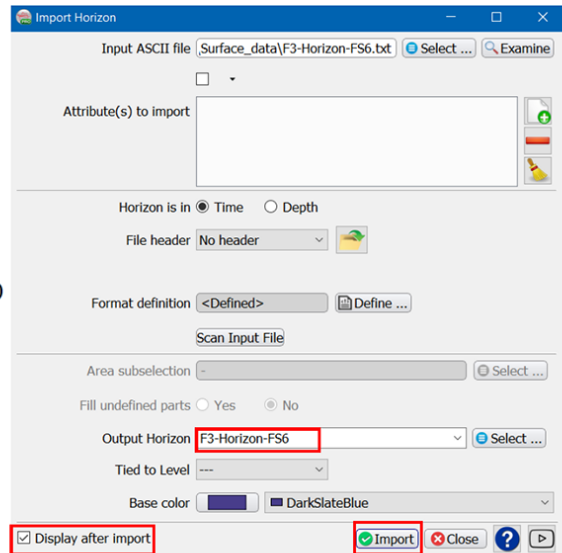 Import Horizon
Input ASCII file .Surface_data\F3-Horizon-FS6.txt Select ... Examine
Attribute(s) to import
Horizon is in Time Depth
File header No header
)
Format definition <Defined> Define ...
Scan Input File
Area subselection - Select ...
Fill undefined parts Yes No
Output Horizon F3-Horizon-FS6 Select ...
Tied to Level ---
Base color DarkSlateBlue
Display after import Import Close ?